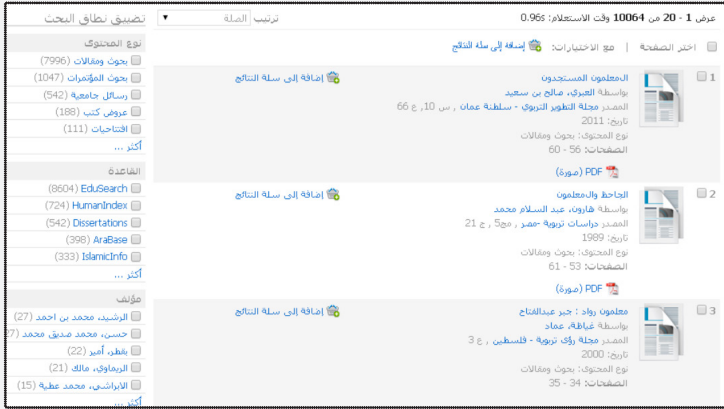 عرض 1 - 20 من 10064 وقت الاستعلام: 0.96s
ترتيب الصلة
تضييق نطاق البحث
اختر الصفحة | مع الاختيارات: إضافة إلى سلة النتائج
1
المعلمون المستجدون
إضافة إلى سلة النتائج
بواسطة العبري، صالح بن سعيد
المصدر مجلة التطوير التربوي - سلطنة عمان , س 10, ع 66
تاريخ: 2011
نوع المحتوى: بحوث ومقالات
الصفحات: 56 - 60
PDF (صورة)
2
الجاحظ والمعلمون
إضافة إلى سلة النتائج
بواسطة هارون، عبد السلام محمد
المصدر دراسات تربوية -مصر , مج5 , ج 21
تاريخ: 1989
نوع المحتوى: بحوث ومقالات
الصفحات: 53 - 61
PDF (صورة)
3
معلمون رواد : جبر عبدالفتاح
إضافة إلى سلة النتائج
بواسطة غياظة، عماد
المصدر مجلة رؤى تربوية - فلسطين , ع 3
تاريخ: 2000
نوع المحتوى: بحوث ومقالات
الصفحات: 34 - 35
نوع المحتوى
بحوث ومقالات (7996)
بحوث المؤتمرات (1047)
رسائل جامعية (542)
عروض كتب (188)
افتتاحيات (111)
أكثر ...
القاعدة
EduSearch (8604)
HumanIndex (724)
Dissertations (542)
AraBase (398)
IslamicInfo (333)
أكثر ...
مؤلف
الرشيد، محمد بن احمد (27)
حسن، محمد صديق محمد (27
بقطر، أمير (22)
الريماوي، مالك (21)
الابراشي، محمد عطية (15)
أكثر ...